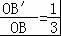 OB′/OB = 1/3